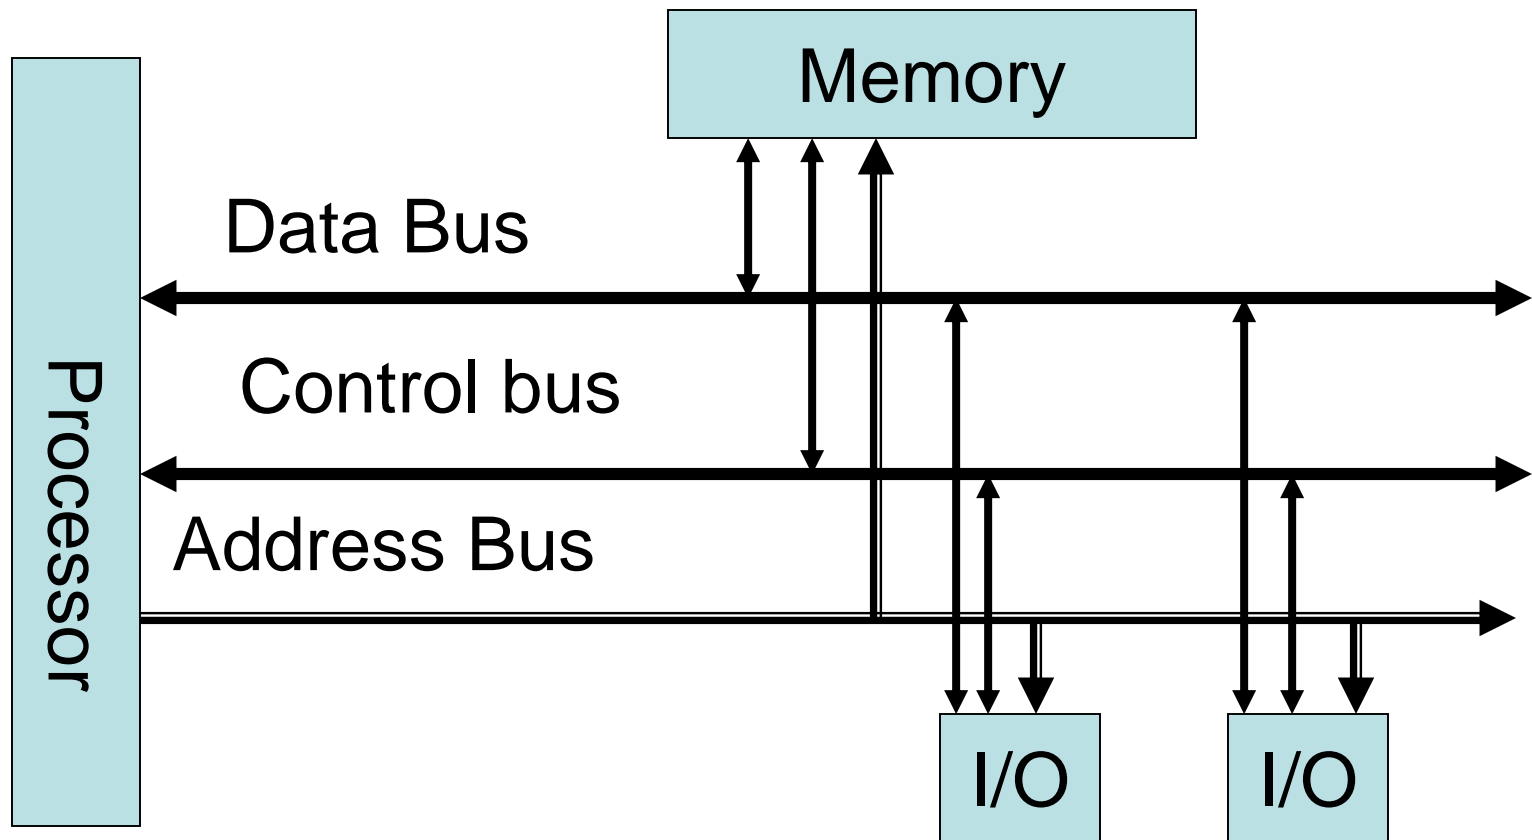 Memory
Data Bus
Control bus
Address Bus
Processor
I/O
I/O